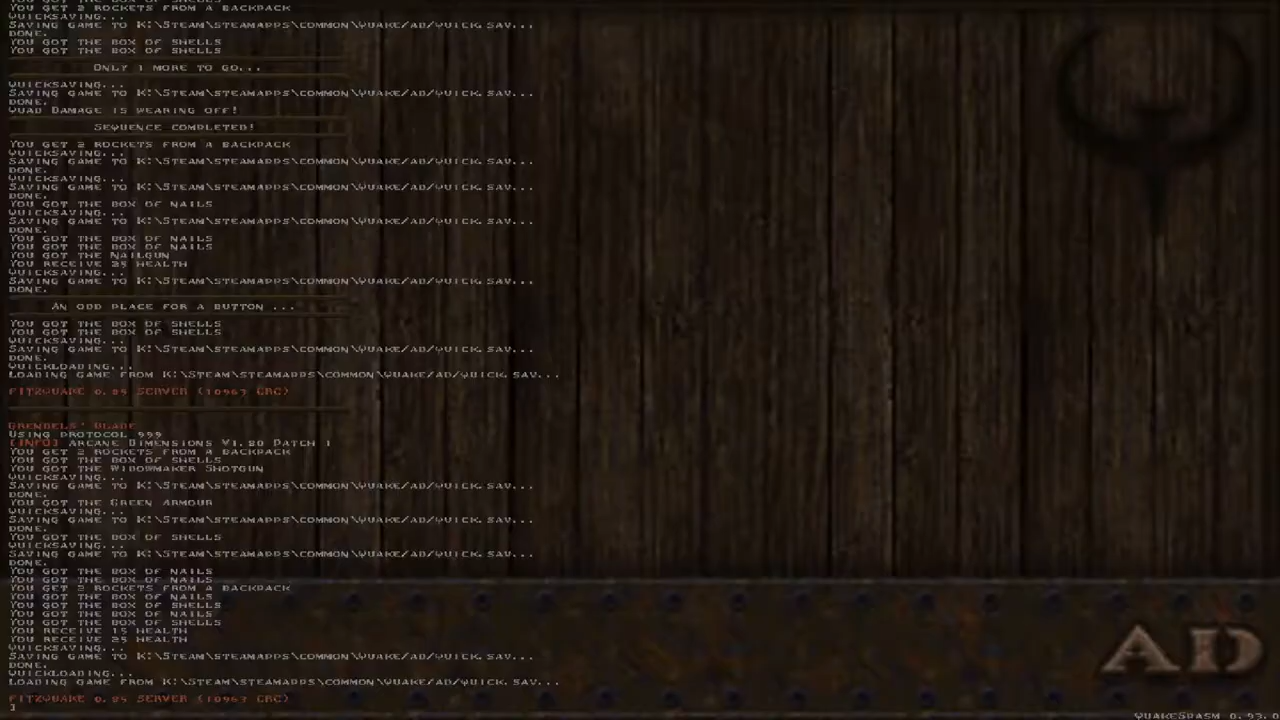 YOU GET 2 ROCKETS FROM A BACKPACK
QUICKSAVING...
SAVING GAME TO K:\STEAM\STEAMAPPS\COMMON\QUAKE/AD/QUICK.SAV...
DONE.
YOU GOT THE BOX OF SHELLS
YOU GOT THE BOX OF SHELLS
ONLY 1 MORE TO GO...
QUICKSAVING...
SAVING GAME TO K:\STEAM\STEAMAPPS\COMMON\QUAKE/AD/QUICK.SAV...
DONE.
QUAD DAMAGE IS WEARING OFF!
SEQUENCE COMPLETED!
YOU GET 2 ROCKETS FROM A BACKPACK
QUICKSAVING...
SAVING GAME TO K:\STEAM\STEAMAPPS\COMMON\QUAKE/AD/QUICK.SAV...
DONE.
QUICKSAVING...
SAVING GAME TO K:\STEAM\STEAMAPPS\COMMON\QUAKE/AD/QUICK.SAV...
DONE.
YOU GOT THE BOX OF NAILS
QUICKSAVING...
SAVING GAME TO K:\STEAM\STEAMAPPS\COMMON\QUAKE/AD/QUICK.SAV...
DONE.
YOU GOT THE BOX OF NAILS
YOU GOT THE BOX OF NAILS
YOU GOT THE NAILGUN
YOU RECEIVE 25 HEALTH
QUICKSAVING...
SAVING GAME TO K:\STEAM\STEAMAPPS\COMMON\QUAKE/AD/QUICK.SAV...
DONE.
AN ODD PLACE FOR A BUTTON ...
YOU GOT THE BOX OF SHELLS
YOU GOT THE BOX OF SHELLS
QUICKSAVING...
SAVING GAME TO K:\STEAM\STEAMAPPS\COMMON\QUAKE/AD/QUICK.SAV...
DONE.
QUICKLOADING...
LOADING GAME FROM K:\STEAM\STEAMAPPS\COMMON\QUAKE/AD/QUICK.SAV...
FITZQUAKE 0.85 SERVER (10963 CRC)
GRENDELS' BLADE
USING PROTOCOL 999
[INFO] ARCANE DIMENSIONS V1.80 PATCH 1
YOU GET 2 ROCKETS FROM A BACKPACK
YOU GOT THE BOX OF SHELLS
YOU GOT THE WIDOWMAKER SHOTGUN
QUICKSAVING...
SAVING GAME TO K:\STEAM\STEAMAPPS\COMMON\QUAKE/AD/QUICK.SAV...
DONE.
YOU GOT THE GREEN ARMOUR
QUICKSAVING...
SAVING GAME TO K:\STEAM\STEAMAPPS\COMMON\QUAKE/AD/QUICK.SAV...
DONE.
YOU GOT THE BOX OF SHELLS
QUICKSAVING...
SAVING GAME TO K:\STEAM\STEAMAPPS\COMMON\QUAKE/AD/QUICK.SAV...
DONE.
YOU GOT THE BOX OF NAILS
YOU GOT THE BOX OF NAILS
YOU GET 2 ROCKETS FROM A BACKPACK
YOU GOT THE BOX OF NAILS
YOU GOT THE BOX OF SHELLS
YOU GOT THE BOX OF NAILS
YOU GOT THE BOX OF SHELLS
YOU RECEIVE 15 HEALTH
YOU RECEIVE 25 HEALTH
QUICKSAVING...
SAVING GAME TO K:\STEAM\STEAMAPPS\COMMON\QUAKE/AD/QUICK.SAV...
DONE.
QUICKLOADING...
LOADING GAME FROM K:\STEAM\STEAMAPPS\COMMON\QUAKE/AD/QUICK.SAV...
FITZQUAKE 0.85 SERVER (10963 CRC)
]
AD
QUAKESPASM 0.93.0